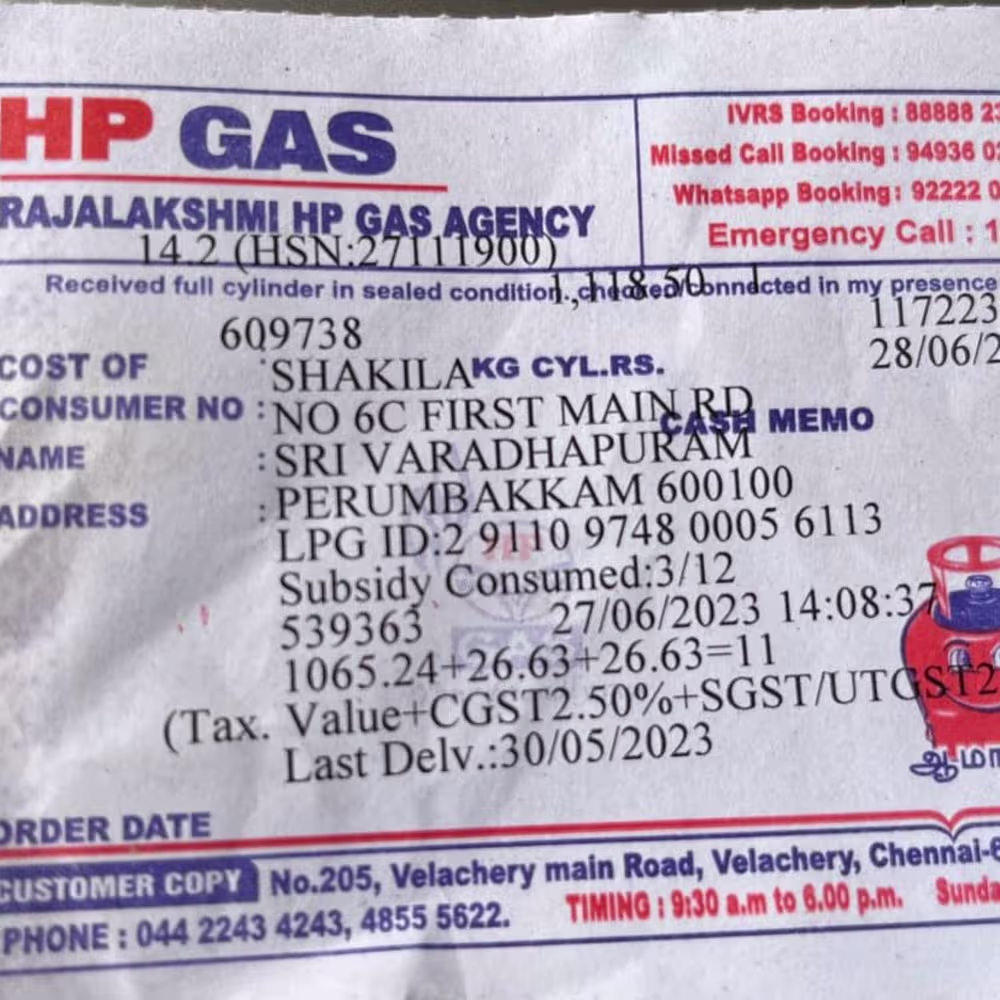 HP GAS
RAJALAKSHMI HP GAS AGENCY
14.2 (HSN:27111900)
IVRS Booking : 88888 23
Missed Call Booking : 94936 02
Whatsapp Booking: 92222 0
Emergency Call : 1
Received full cylinder in sealed condition, checked/connected in my presence
1,118.50
609738
117223
28/06/2
COST OF
KG CYL.RS.
SHAKILA
CONSUMER NO :
NO 6C FIRST MAIN RD
CASH MEMO
NAME :
SRI VARADHAPURAM
ADDRESS :
PERUMBAKKAM 600100
LPG ID:2 9110 9748 0005 6113
Subsidy Consumed:3/12
539363 27/06/2023 14:08:37
1065.24+26.63+26.63=11
(Tax. Value+CGST2.50%+SGST/UTGST2
Last Delv.:30/05/2023
ஆமா
ORDER DATE
CUSTOMER COPY No.205, Velachery main Road, Velachery, Chennai-6
PHONE : 044 2243 4243, 4855 5622. TIMING : 9:30 a.m to 6.00 p.m. Sunda